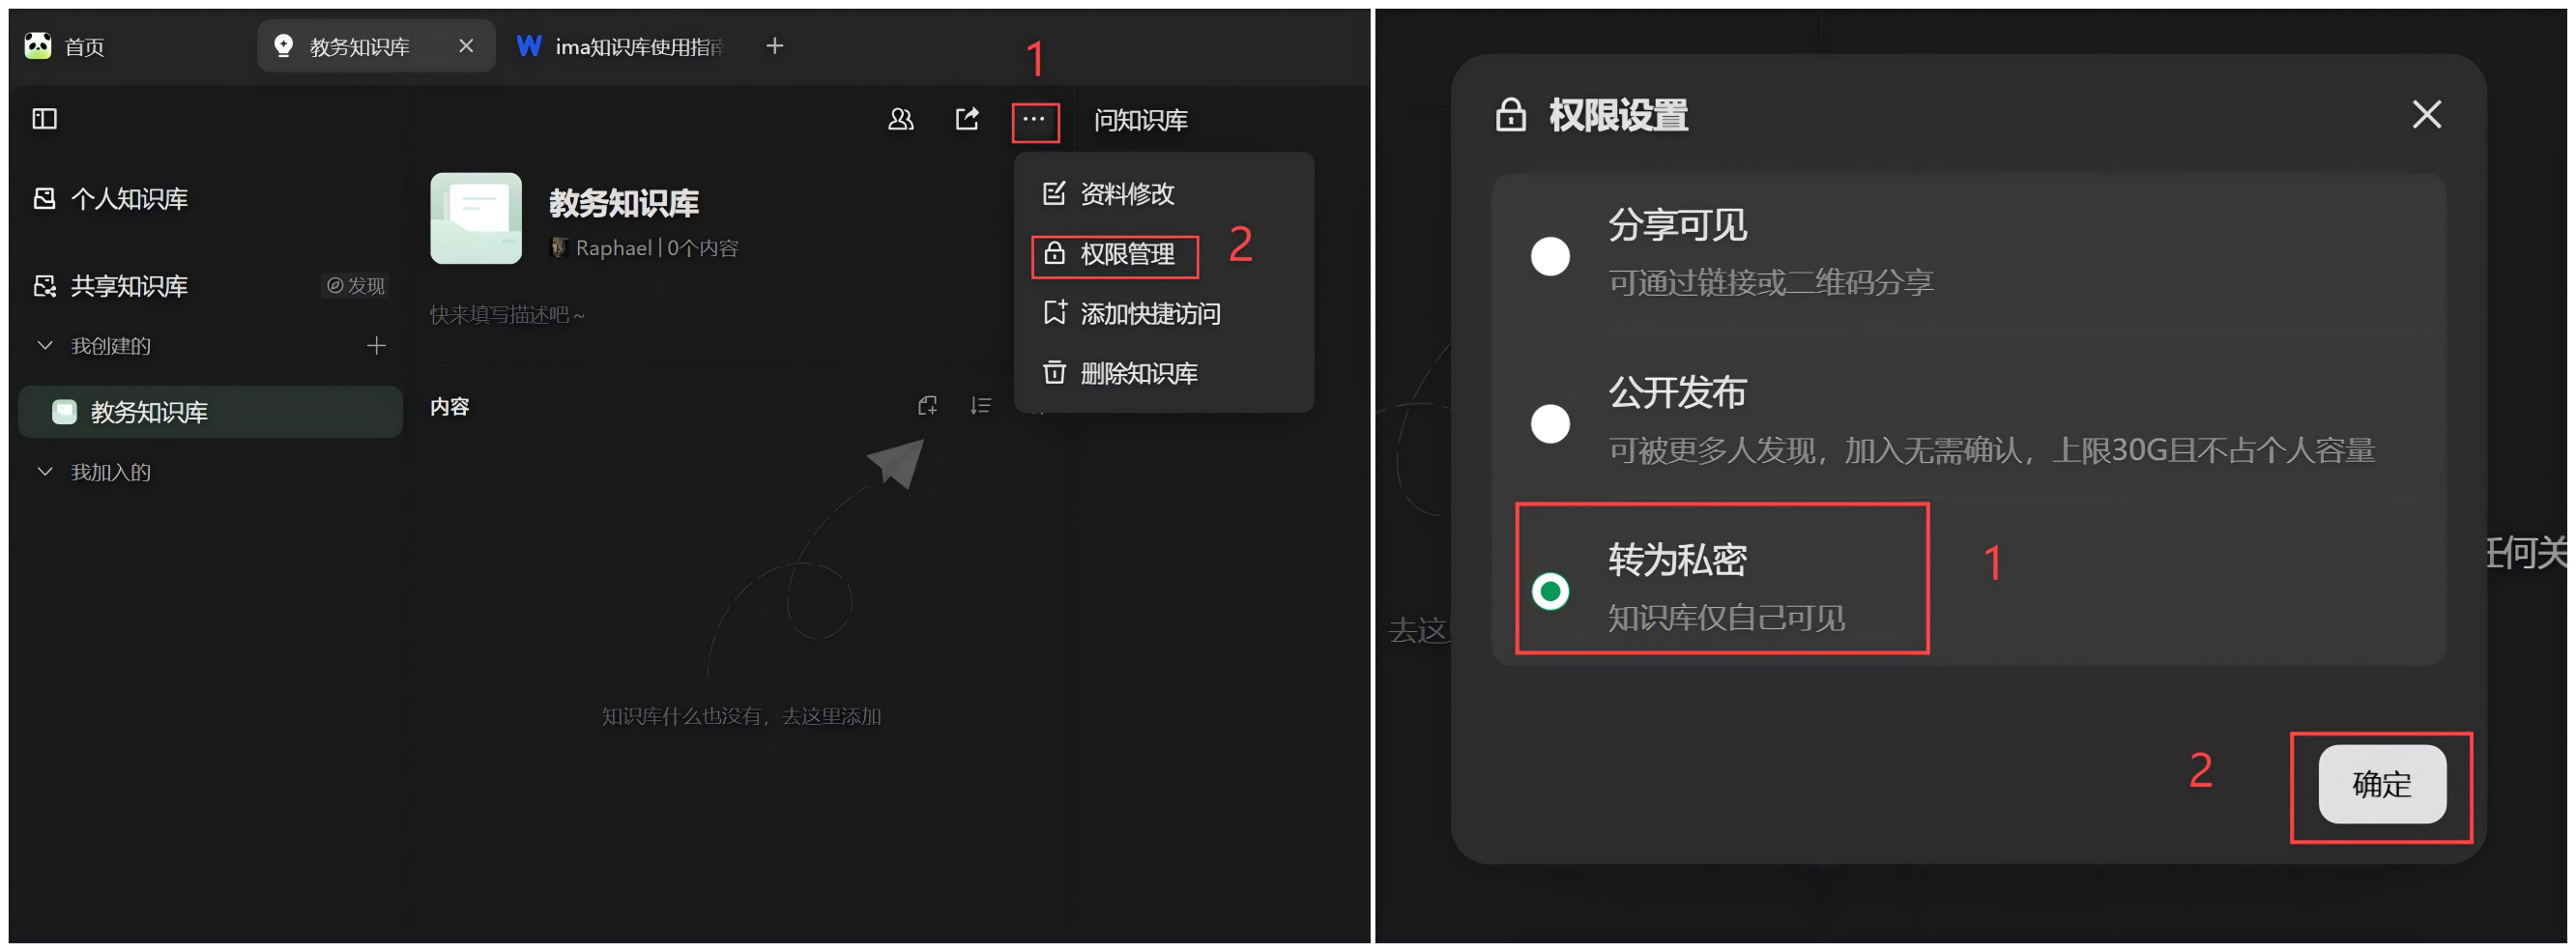 首页
教务知识库
ima知识库使用指
1
问知识库
个人知识库
共享知识库
发现
我创建的
教务知识库
我加入的
教务知识库
Raphael | 0个内容
快来填写描述吧~
内容
知识库什么也没有，去这里添加
资料修改
权限管理
2
添加快捷访问
删除知识库
权限设置
分享可见
可通过链接或二维码分享
公开发布
可被更多人发现，加入无需确认，上限30G且不占个人容量
转为私密
知识库仅自己可见
1
2
确定
任何关
去这